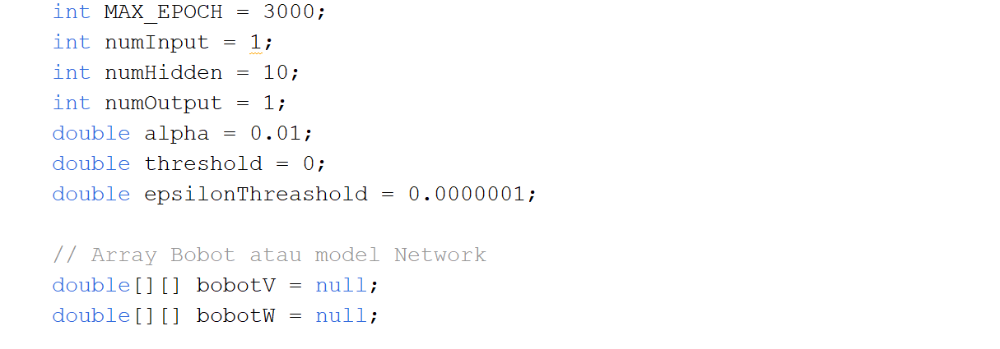 int MAX_EPOCH = 3000;
int numInput = 1;
int numHidden = 10;
int numOutput = 1;
double alpha = 0.01;
double threshold = 0;
double epsilonThreashold = 0.0000001;
// Array Bobot atau model Network
double[][] bobotV = null;
double[][] bobotW = null;